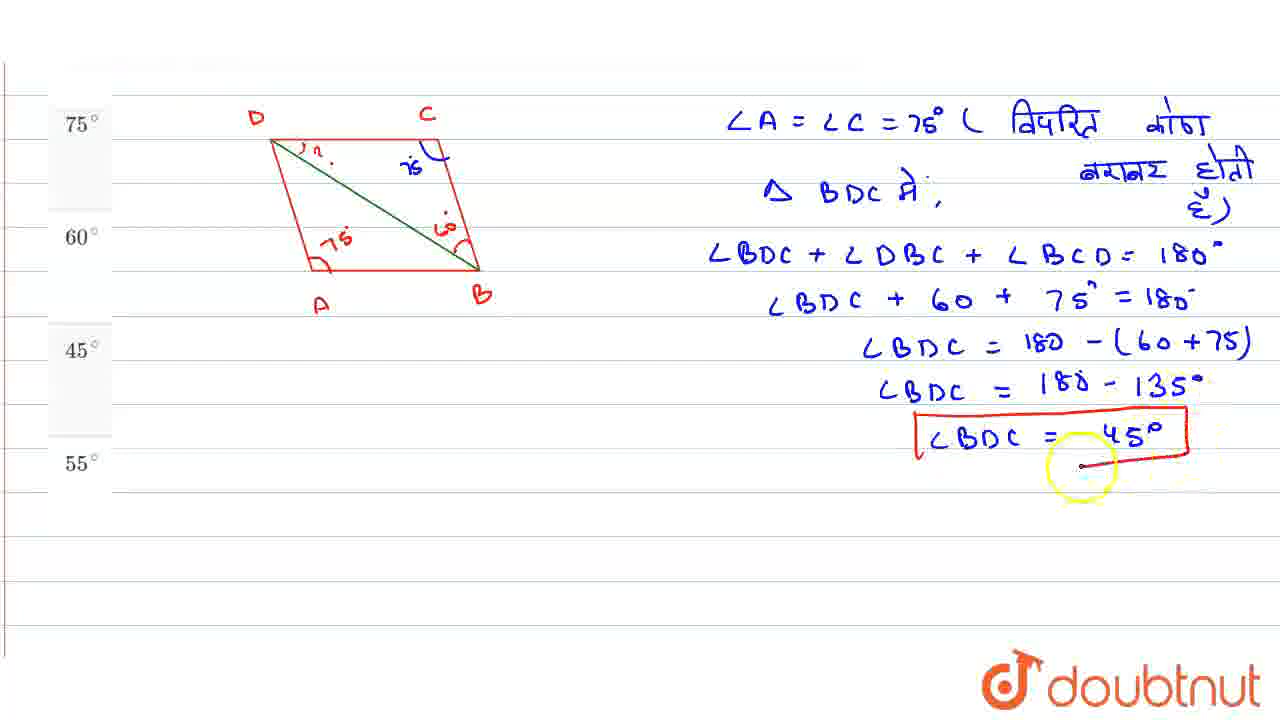 75°
60°
45°
55°
D
C
x
75
75°
60°
A
B
∠A = ∠C = 75° ( विपरित कोण
बराबर होती
है)
△ BDC मे,
∠BDC + ∠DBC + ∠BCD = 180°
∠BDC + 60 + 75° = 180°
∠BDC = 180 - (60 + 75)
∠BDC = 180 - 135°
∠BDC = 45°
doubtnut